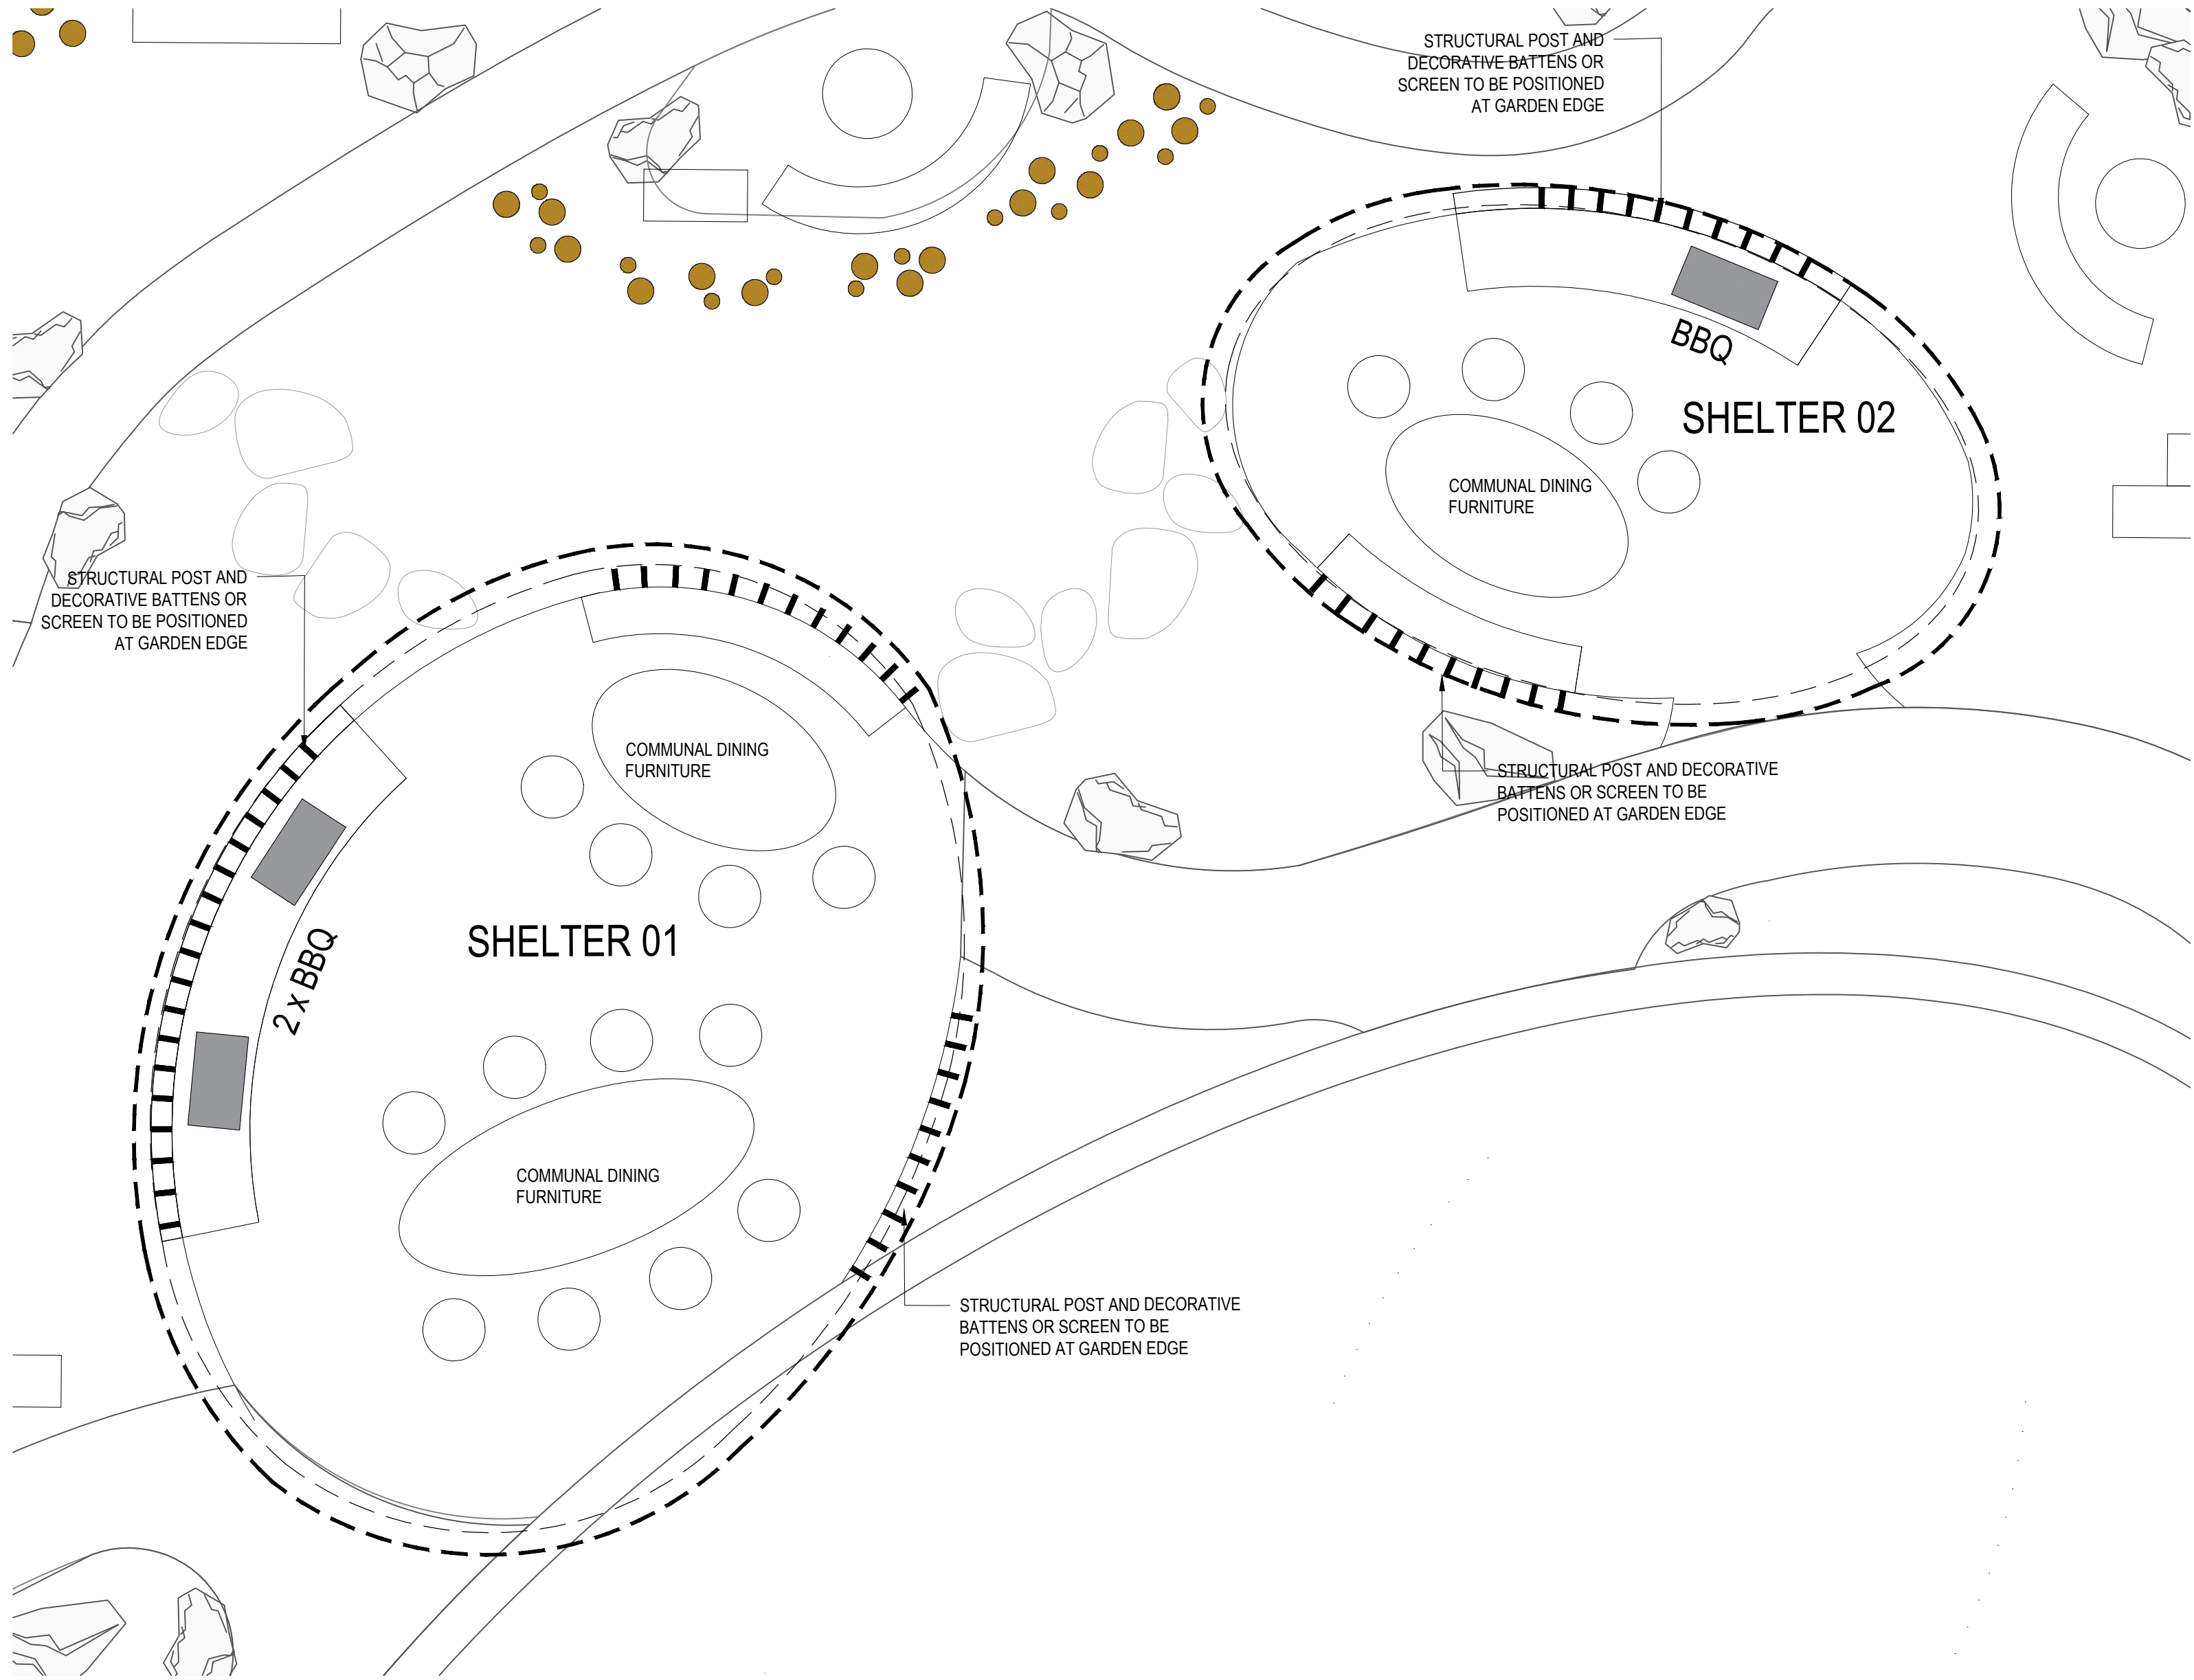 STRUCTURAL POST AND
DECORATIVE BATTENS OR
SCREEN TO BE POSITIONED
AT GARDEN EDGE
BBQ
SHELTER 02
COMMUNAL DINING
FURNITURE
STRUCTURAL POST AND
DECORATIVE BATTENS OR
SCREEN TO BE POSITIONED
AT GARDEN EDGE
COMMUNAL DINING
FURNITURE
STRUCTURAL POST AND DECORATIVE
BATTENS OR SCREEN TO BE
POSITIONED AT GARDEN EDGE
SHELTER 01
2 x BBQ
COMMUNAL DINING
FURNITURE
STRUCTURAL POST AND DECORATIVE
BATTENS OR SCREEN TO BE
POSITIONED AT GARDEN EDGE